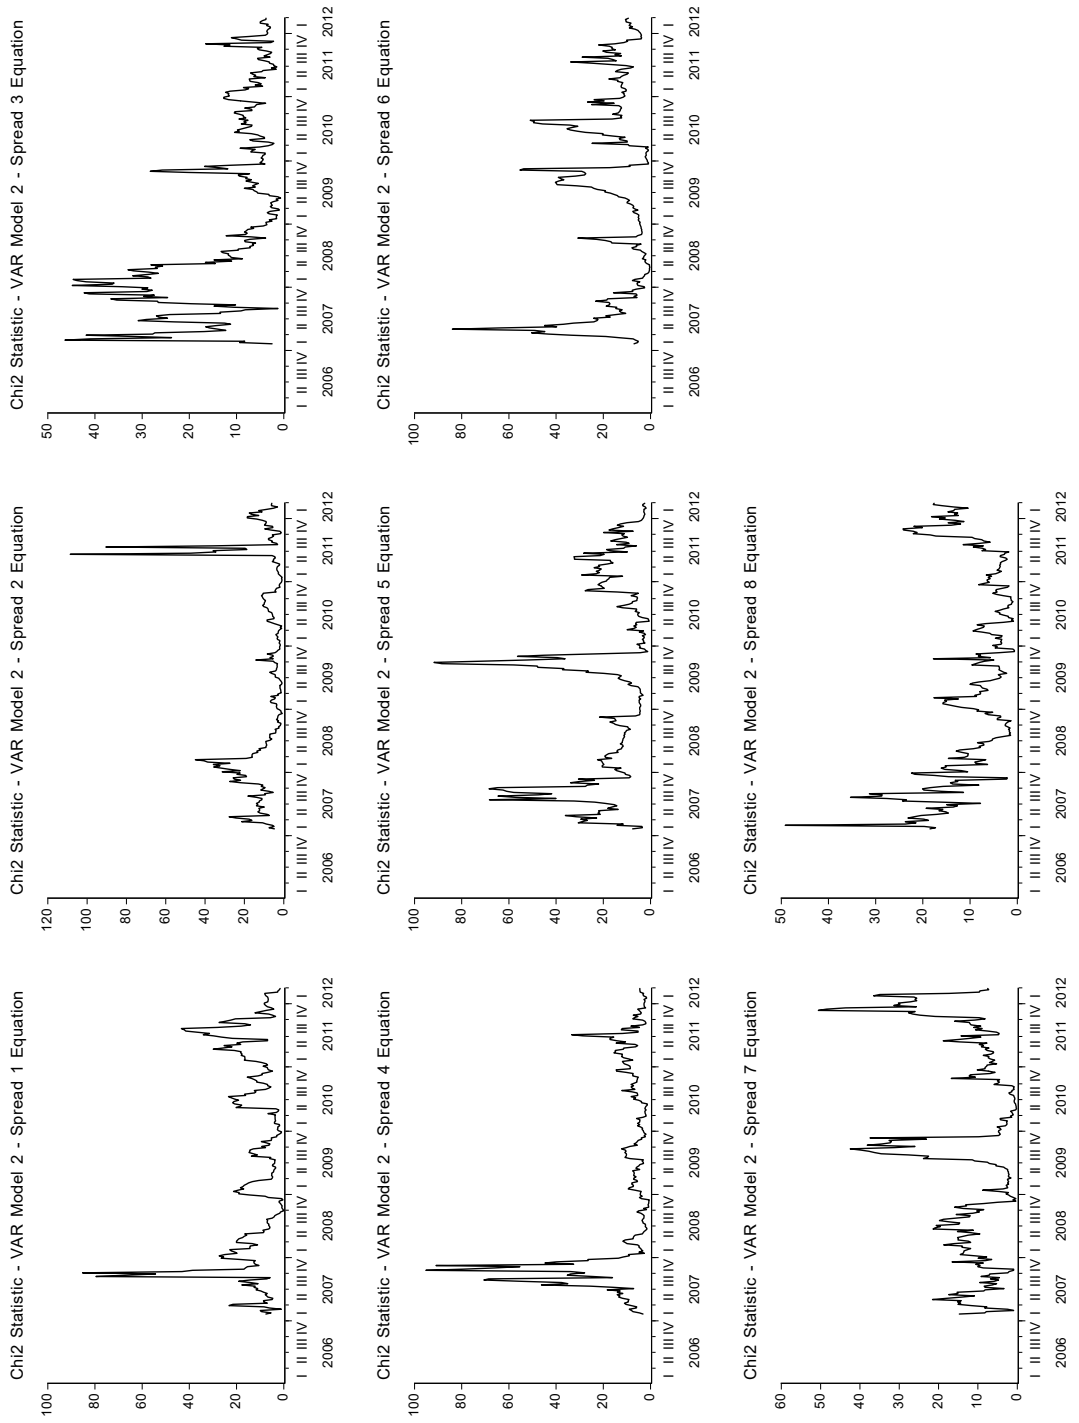 Chi2 Statistic - VAR Model 2 - Spread 1 Equation
100
80
60
40
20
0
I II III IV I II III IV I II III IV I II III IV I II III IV I II III IV I
2006 2007 2008 2009 2010 2011 2012
Chi2 Statistic - VAR Model 2 - Spread 2 Equation
120
100
80
60
40
20
0
I II III IV I II III IV I II III IV I II III IV I II III IV I II III IV I
2006 2007 2008 2009 2010 2011 2012
Chi2 Statistic - VAR Model 2 - Spread 3 Equation
50
40
30
20
10
0
I II III IV I II III IV I II III IV I II III IV I II III IV I II III IV I
2006 2007 2008 2009 2010 2011 2012
Chi2 Statistic - VAR Model 2 - Spread 4 Equation
100
80
60
40
20
0
I II III IV I II III IV I II III IV I II III IV I II III IV I II III IV I
2006 2007 2008 2009 2010 2011 2012
Chi2 Statistic - VAR Model 2 - Spread 5 Equation
100
80
60
40
20
0
I II III IV I II III IV I II III IV I II III IV I II III IV I II III IV I
2006 2007 2008 2009 2010 2011 2012
Chi2 Statistic - VAR Model 2 - Spread 6 Equation
100
80
60
40
20
0
I II III IV I II III IV I II III IV I II III IV I II III IV I II III IV I
2006 2007 2008 2009 2010 2011 2012
Chi2 Statistic - VAR Model 2 - Spread 7 Equation
60
50
40
30
20
10
0
I II III IV I II III IV I II III IV I II III IV I II III IV I II III IV I
2006 2007 2008 2009 2010 2011 2012
Chi2 Statistic - VAR Model 2 - Spread 8 Equation
50
40
30
20
10
0
I II III IV I II III IV I II III IV I II III IV I II III IV I II III IV I
2006 2007 2008 2009 2010 2011 2012